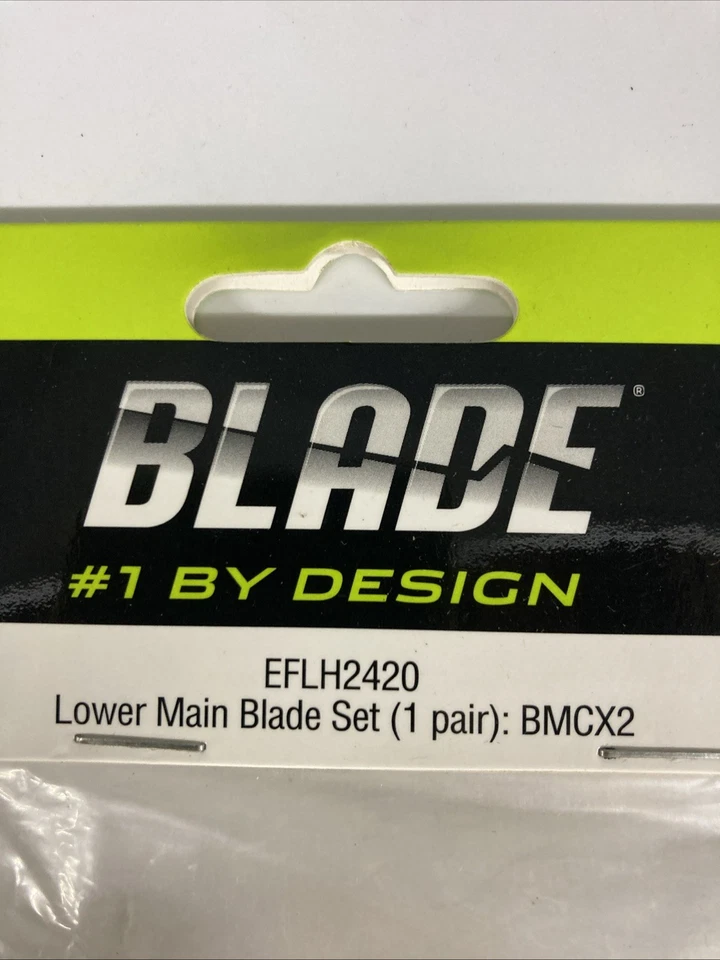 BLADE®
#1 BY DESIGN
EFLH2420
Lower Main Blade Set (1 pair): BMCX2